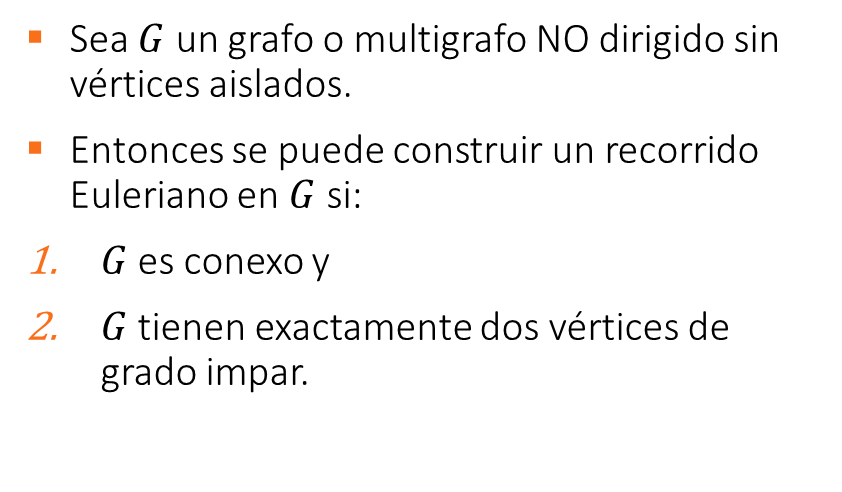 ▪ Sea G un grafo o multigrafo NO dirigido sin
vértices aislados.
▪ Entonces se puede construir un recorrido
Euleriano en G si:
1. G es conexo y
2. G tienen exactamente dos vértices de
grado impar.